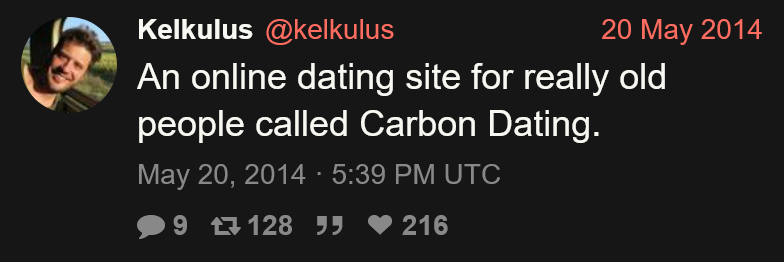 Kelkulus @kelkulus 20 May 2014
An online dating site for really old
people called Carbon Dating.
May 20, 2014 · 5:39 PM UTC
9 128 216